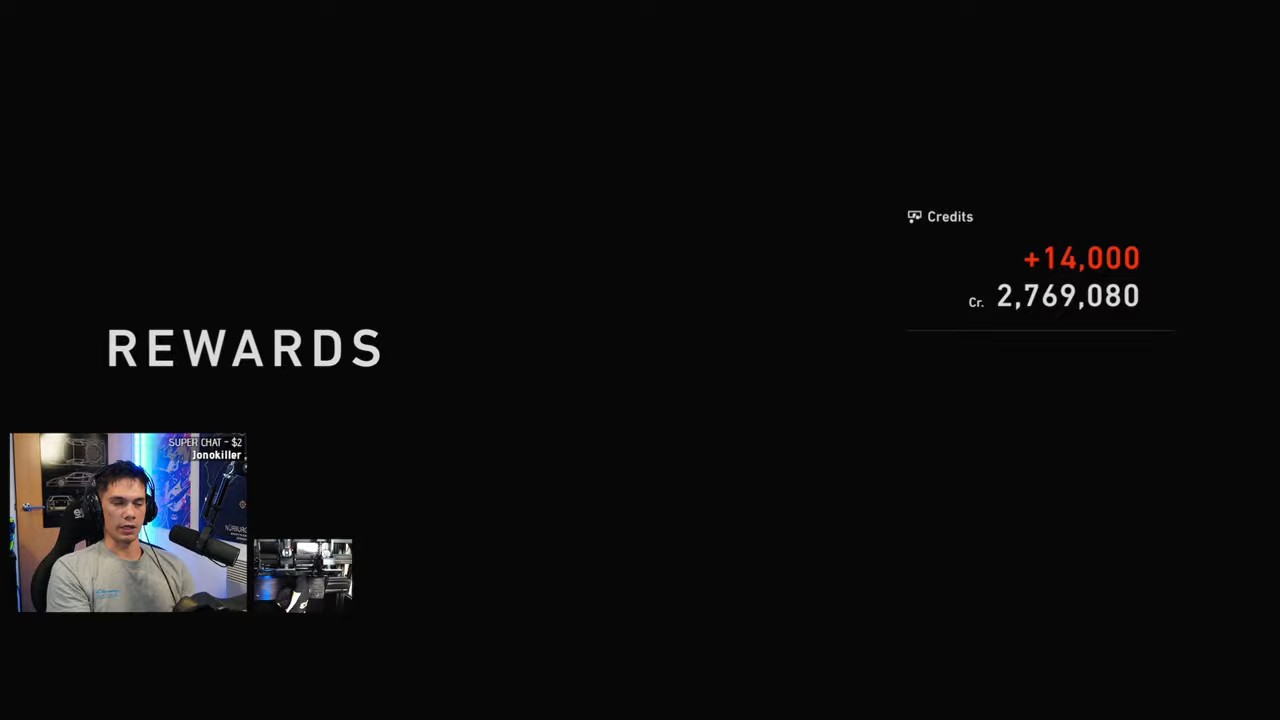 Credits
+14,000
Cr. 2,769,080
REWARDS
SUPER CHAT - $2
Jonokiller